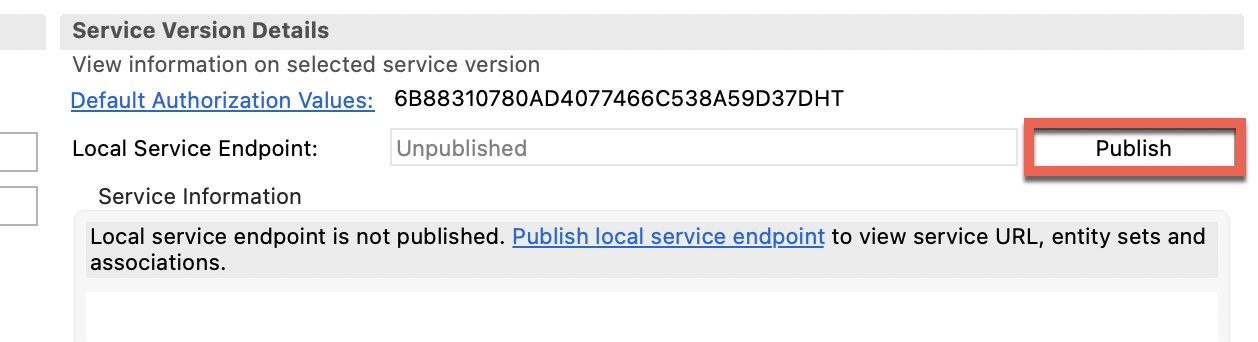 Service Version Details
View information on selected service version
Default Authorization Values: 6B88310780AD4077466C538A59D37DHT
Local Service Endpoint: Unpublished Publish
Service Information
Local service endpoint is not published. Publish local service endpoint to view service URL, entity sets and
associations.